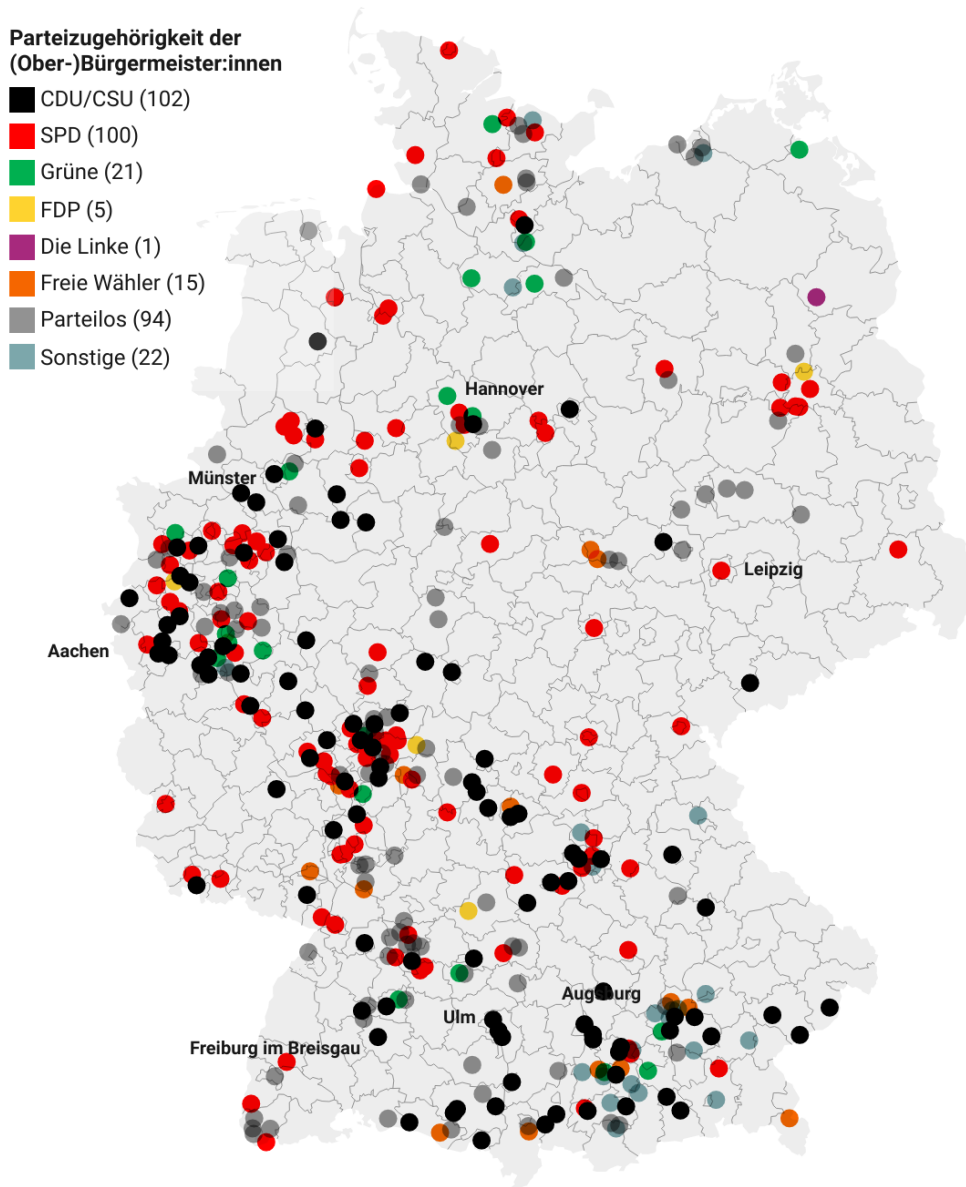 Parteizugehörigkeit der
(Ober-)Bürgermeister:innen
CDU/CSU (102)
SPD (100)
Grüne (21)
FDP (5)
Die Linke (1)
Freie Wähler (15)
Parteilos (94)
Sonstige (22)
Hannover
Münster
Leipzig
Aachen
Augsburg
Ulm
Freiburg im Breisgau